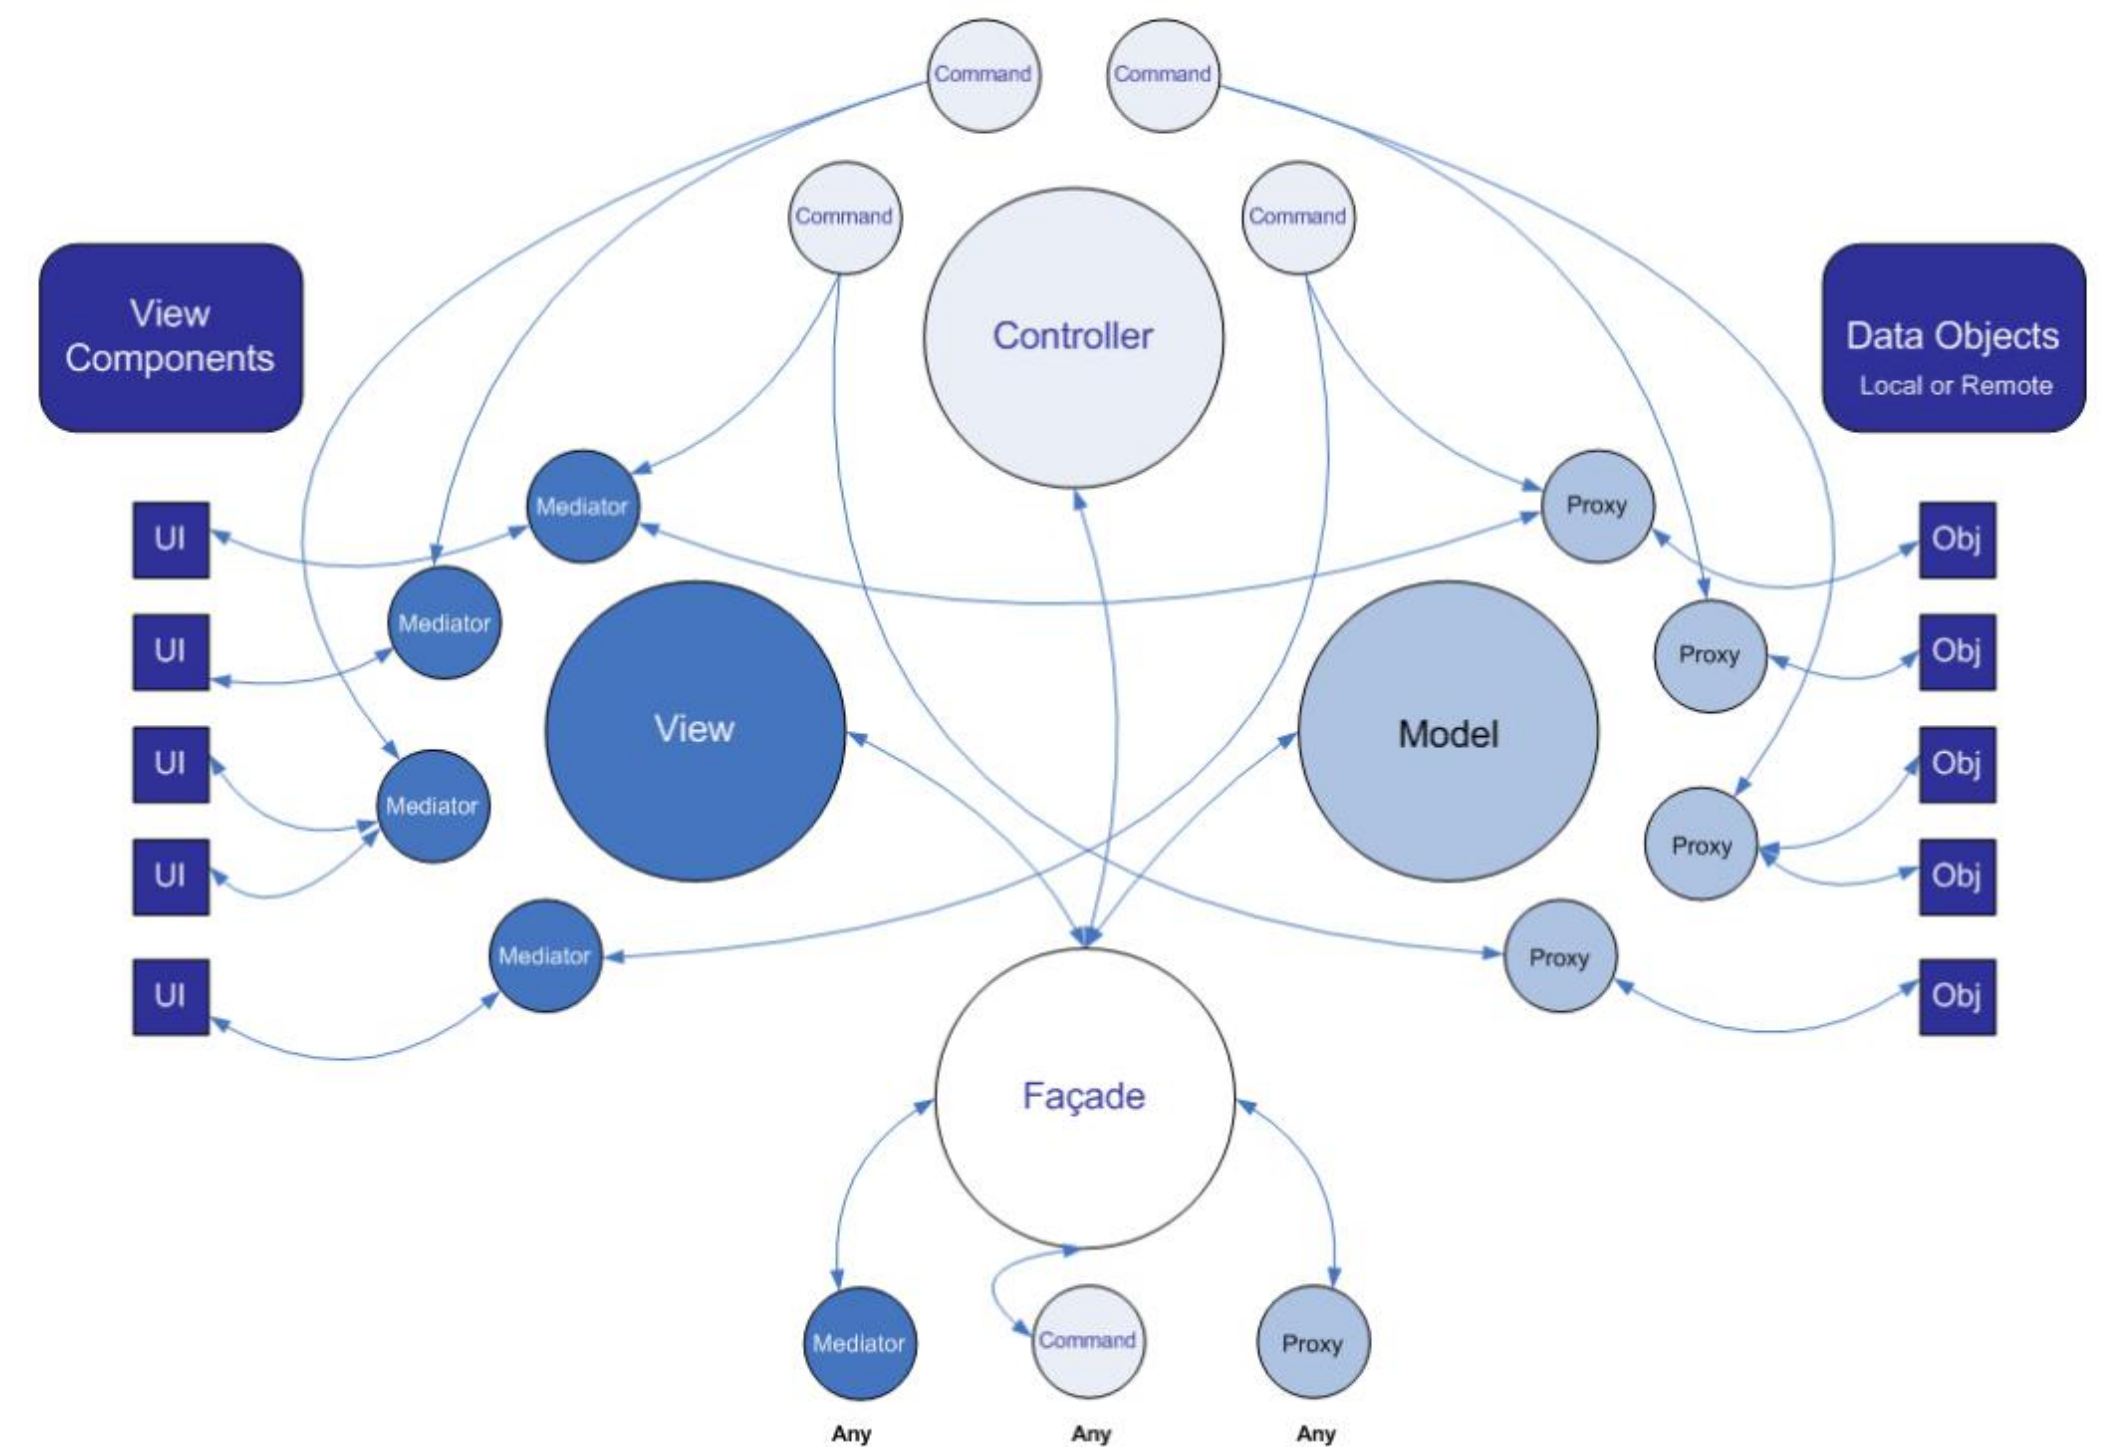 Command
Command
Command
Command
Controller
View
Components
Data Objects
Local or Remote
Mediator
Proxy
UI
Obj
Mediator
UI
Proxy
Obj
View
Model
UI
Mediator
Proxy
Obj
UI
Obj
Mediator
Proxy
UI
Obj
Façade
Mediator
Command
Proxy
Any
Any
Any